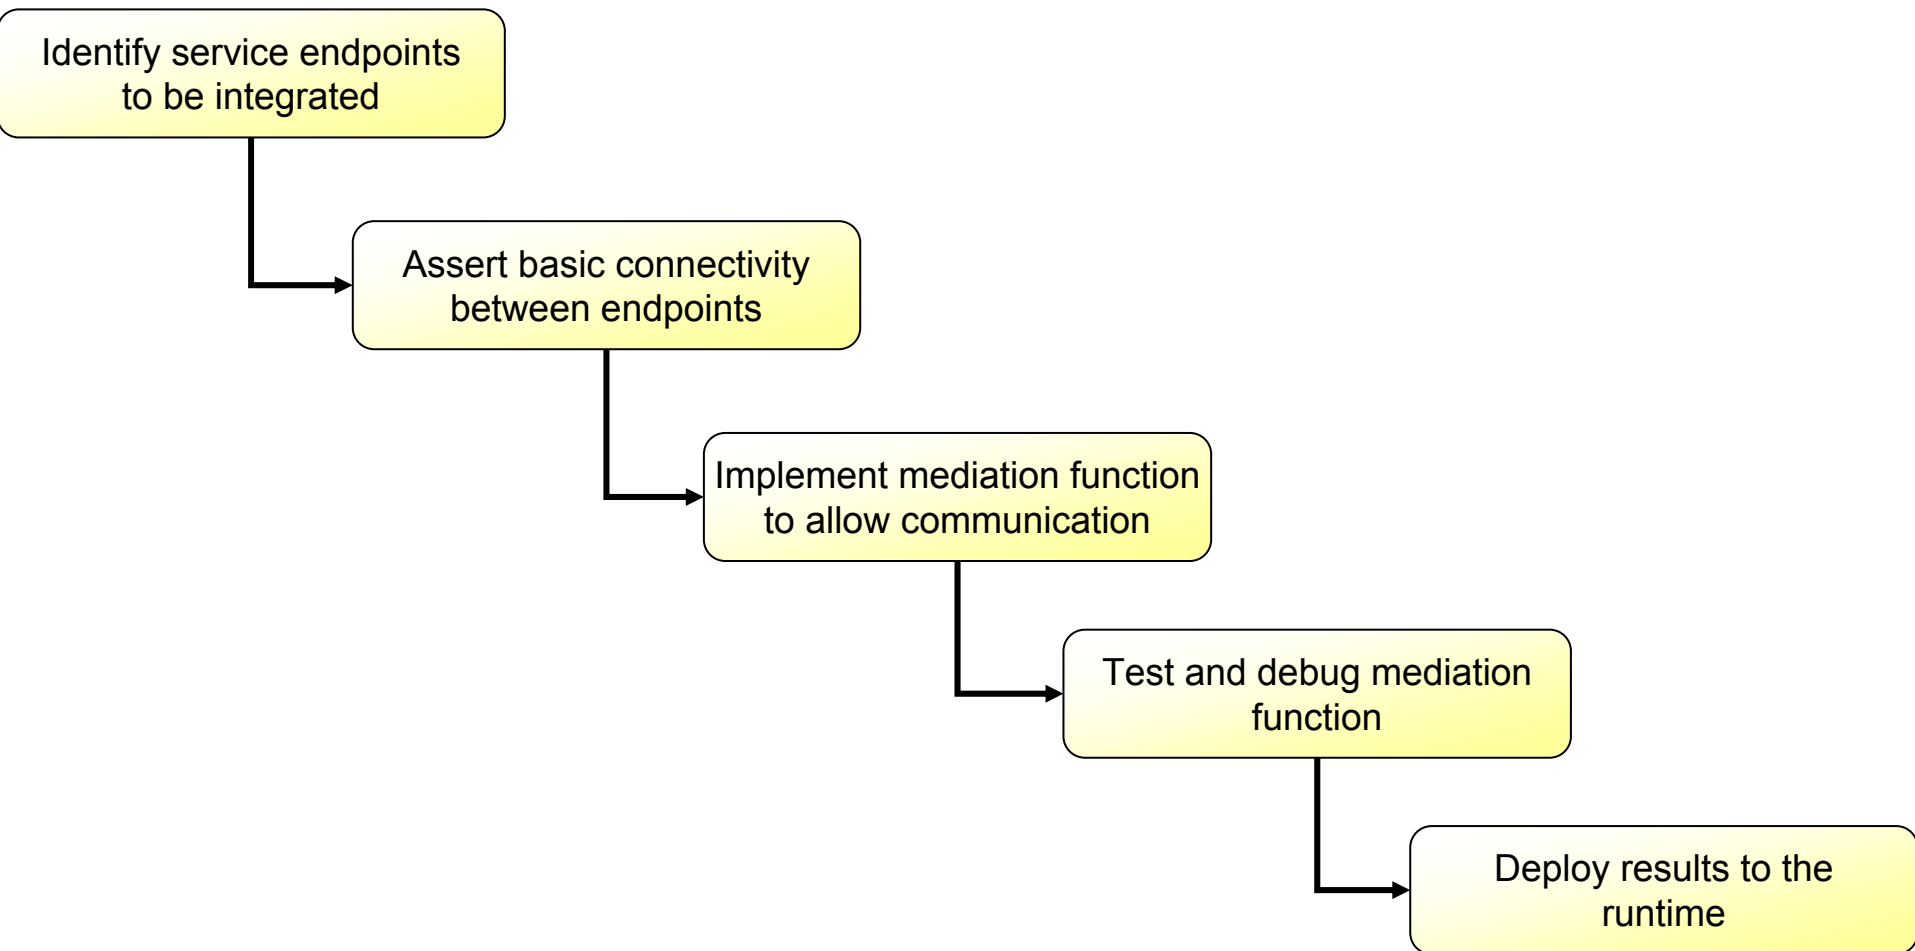 Identify service endpoints
to be integrated
Assert basic connectivity
between endpoints
Implement mediation function
to allow communication
Test and debug mediation
function
Deploy results to the
runtime